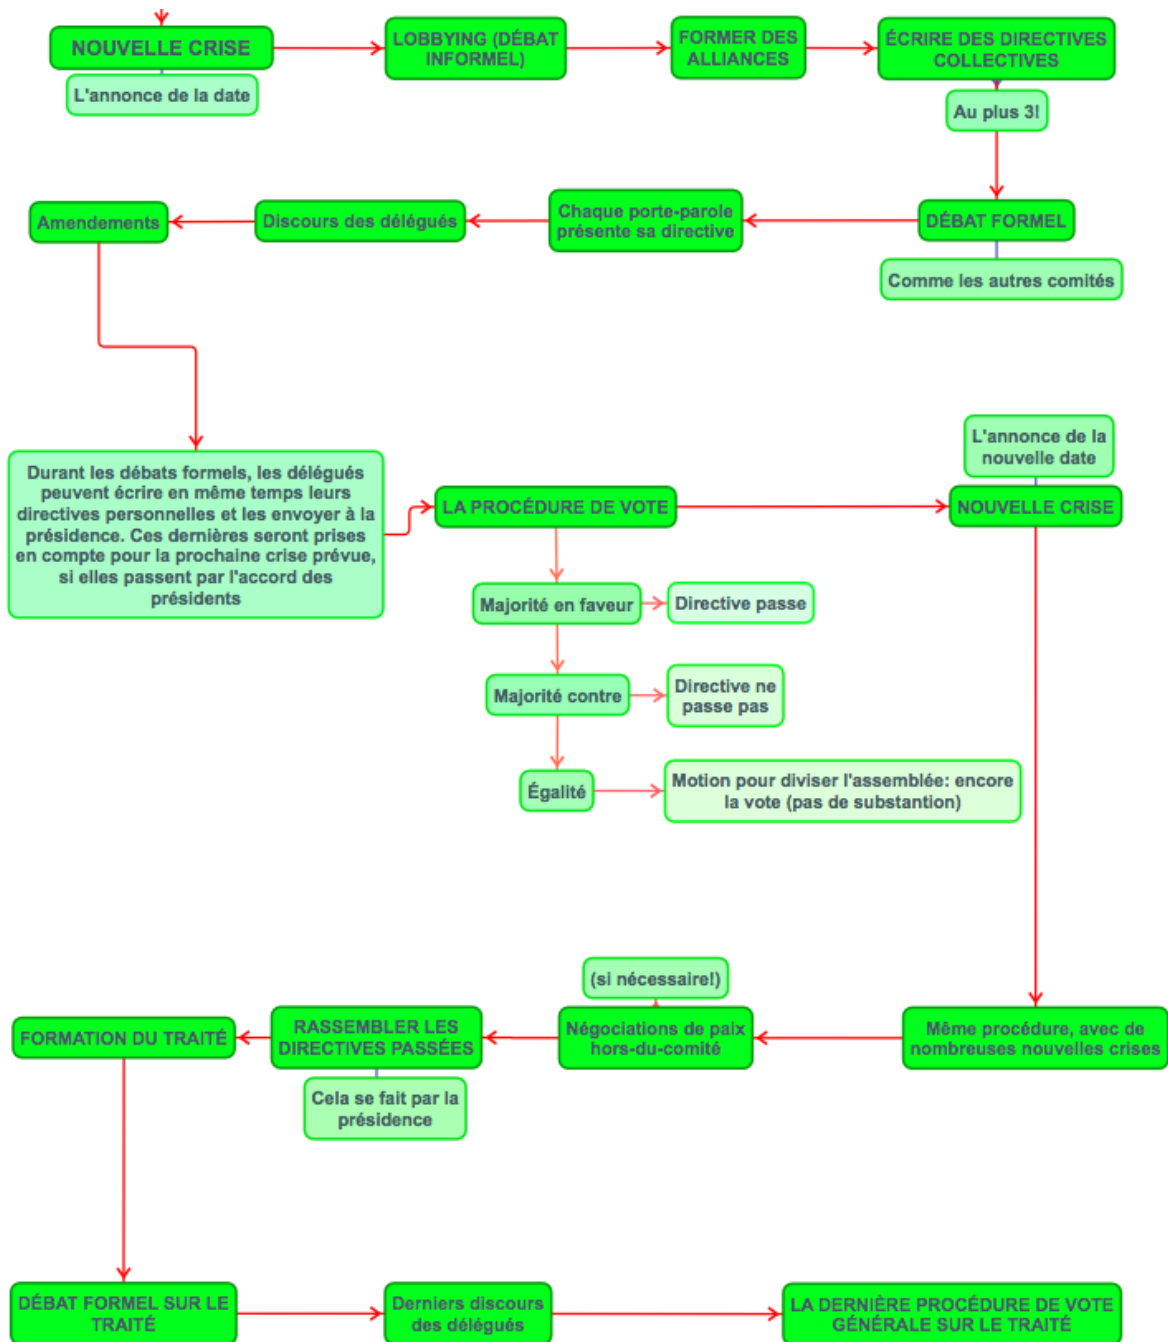 NOUVELLE CRISE
L'annonce de la date
LOBBYING (DÉBAT
INFORMEL)
FORMER DES
ALLIANCES
ÉCRIRE DES DIRECTIVES
COLLECTIVES
Au plus 3!
DÉBAT FORMEL
Comme les autres comités
Chaque porte-parole
présente sa directive
Discours des délégués
Amendements
Durant les débats formels, les délégués
peuvent écrire en même temps leurs
directives personnelles et les envoyer à la
présidence. Ces dernières seront prises
en compte pour la prochaine crise prévue,
si elles passent par l'accord des
présidents
LA PROCÉDURE DE VOTE
Majorité en faveur
Directive passe
Majorité contre
Directive ne
passe pas
Égalité
Motion pour diviser l'assemblée: encore
la vote (pas de substantion)
L'annonce de la
nouvelle date
NOUVELLE CRISE
Même procédure, avec de
nombreuses nouvelles crises
(si nécessaire!)
Négociations de paix
hors-du-comité
RASSEMBLER LES
DIRECTIVES PASSÉES
Cela se fait par la
présidence
FORMATION DU TRAITÉ
DÉBAT FORMEL SUR LE
TRAITÉ
Derniers discours
des délégués
LA DERNIÈRE PROCÉDURE DE VOTE
GÉNÉRALE SUR LE TRAITÉ